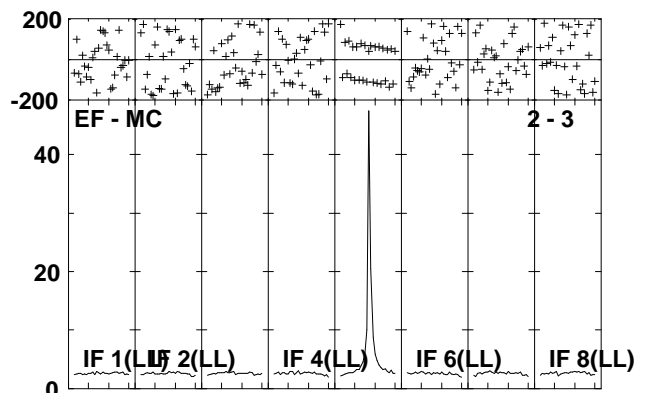 200
-200
EF - MC 2 - 3
40
20
IF 1(LL) IF 2(LL) IF 4(LL) IF 6(LL) IF 8(LL)
0